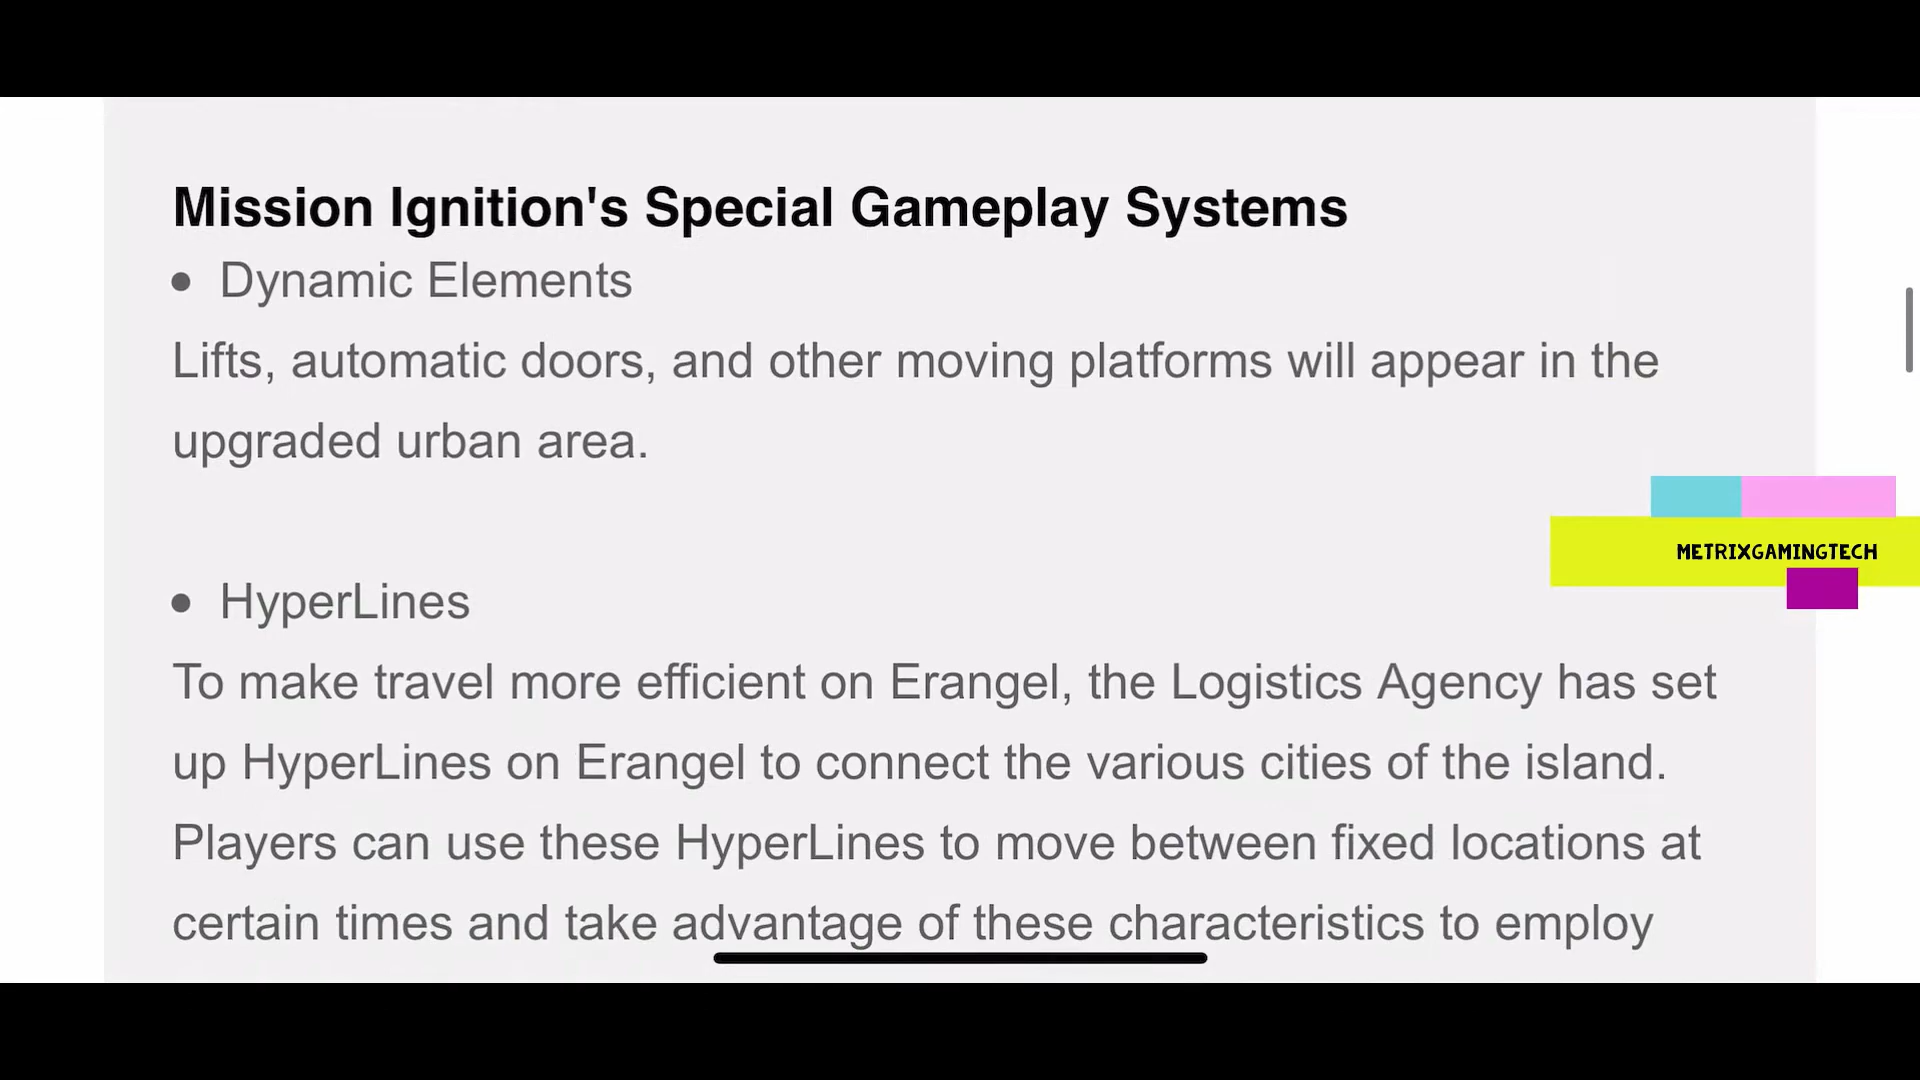 Mission Ignition's Special Gameplay Systems
• Dynamic Elements
Lifts, automatic doors, and other moving platforms will appear in the
upgraded urban area.
METRIXGAMINGTECH
• HyperLines
To make travel more efficient on Erangel, the Logistics Agency has set
up HyperLines on Erangel to connect the various cities of the island.
Players can use these HyperLines to move between fixed locations at
certain times and take advantage of these characteristics to employ